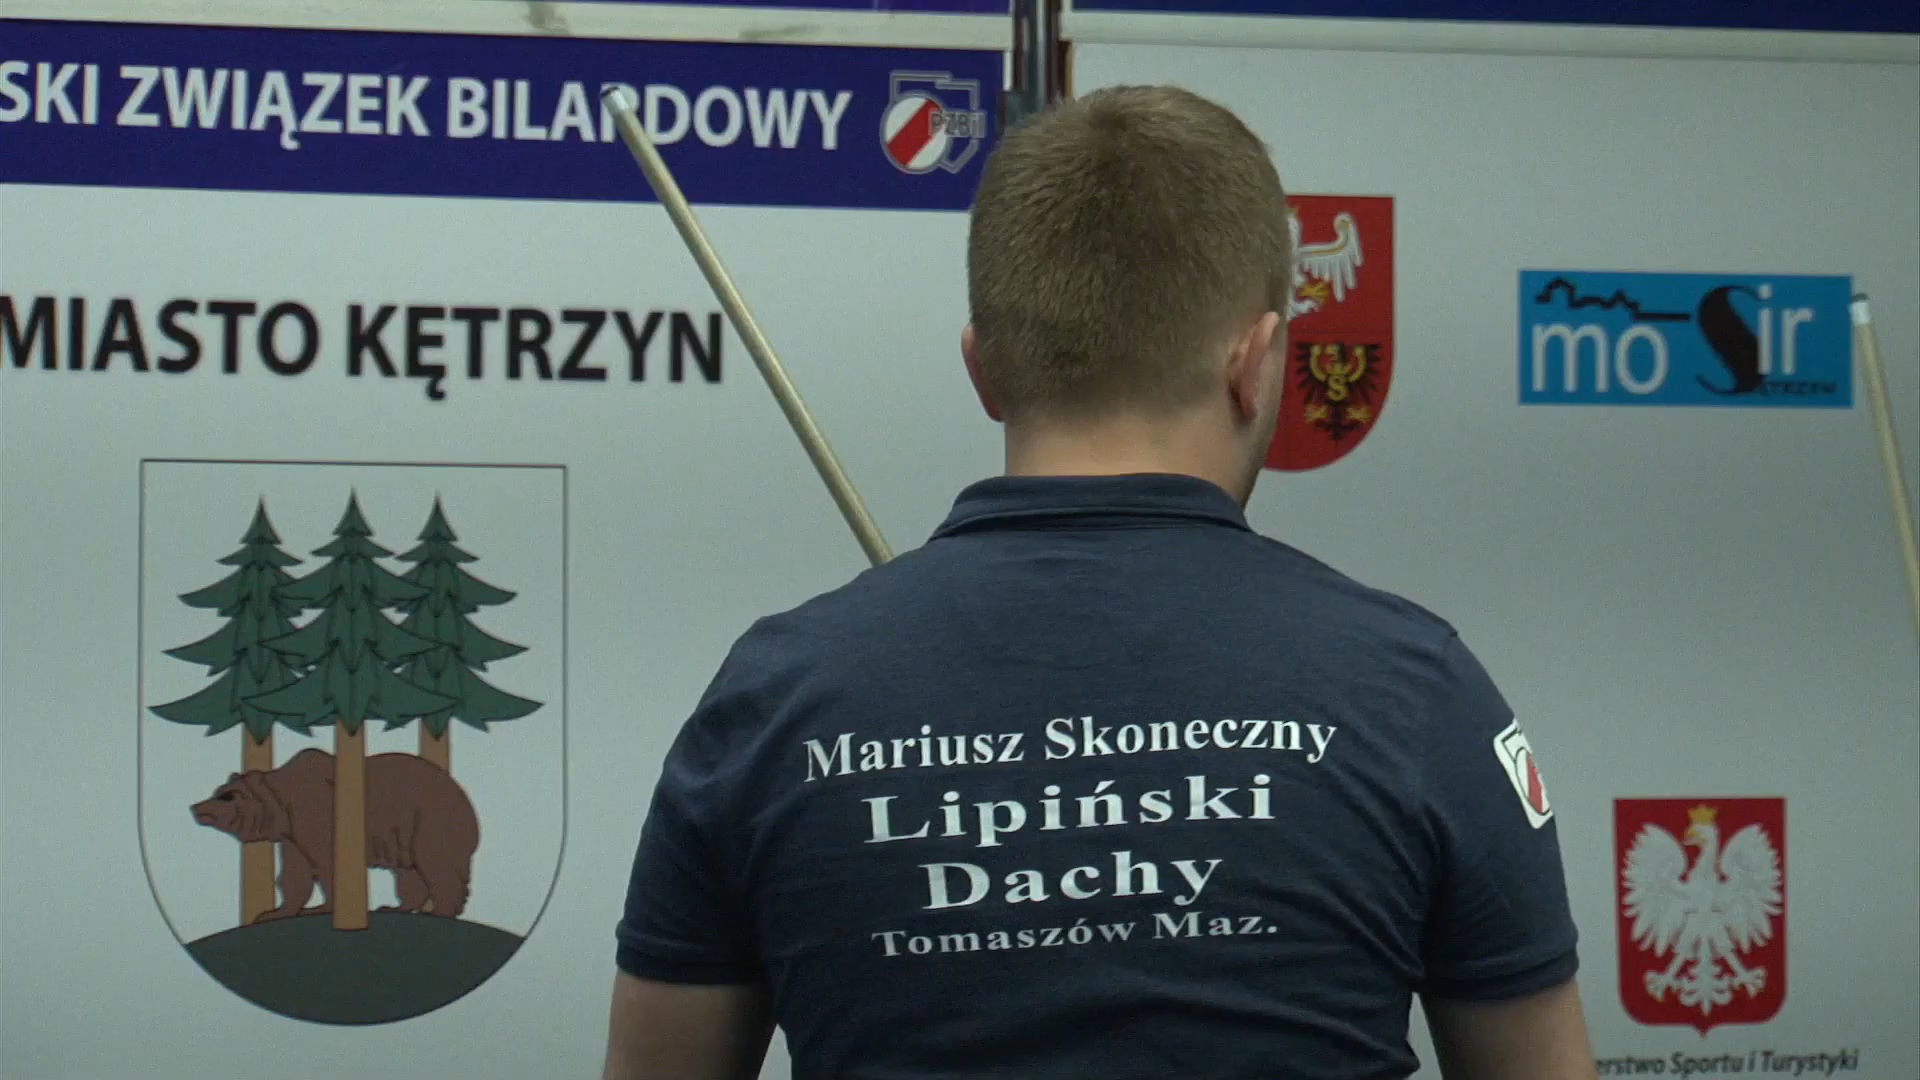 SKI ZWIĄZEK BILARDOWY
PZBil
MIASTO KĘTRZYN
moSir
Mariusz Skoneczny
Lipiński
Dachy
Tomaszów Maz.
erstwo Sportu i Turystyki